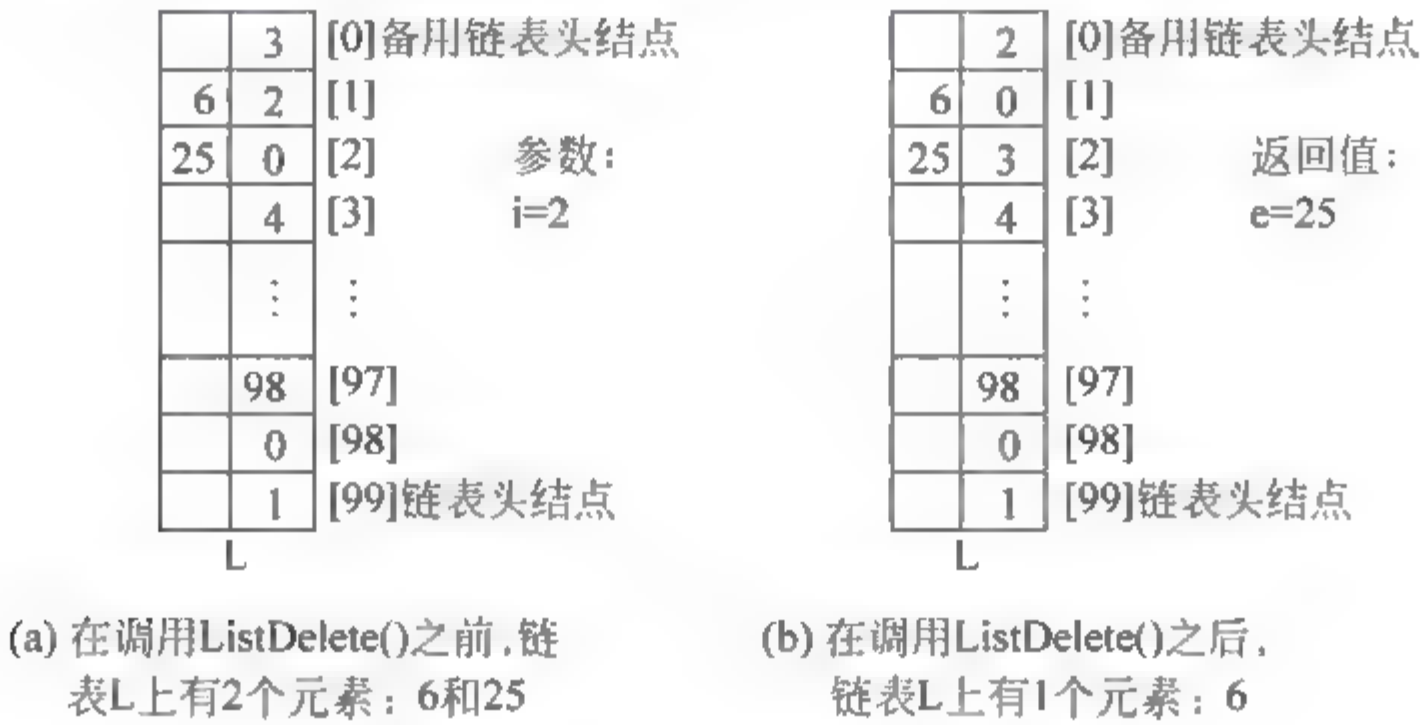 3 [0]备用链表头结点
6 2 [1]
25 0 [2] 参数:
4 [3] i=2
⋮ ⋮
98 [97]
0 [98]
1 [99]链表头结点
L
(a) 在调用ListDelete()之前,链
表L上有2个元素:6和25
2 [0]备用链表头结点
6 0 [1]
25 3 [2] 返回值:
4 [3] e=25
⋮ ⋮
98 [97]
0 [98]
1 [99]链表头结点
L
(b) 在调用ListDelete()之后,
链表L上有1个元素:6